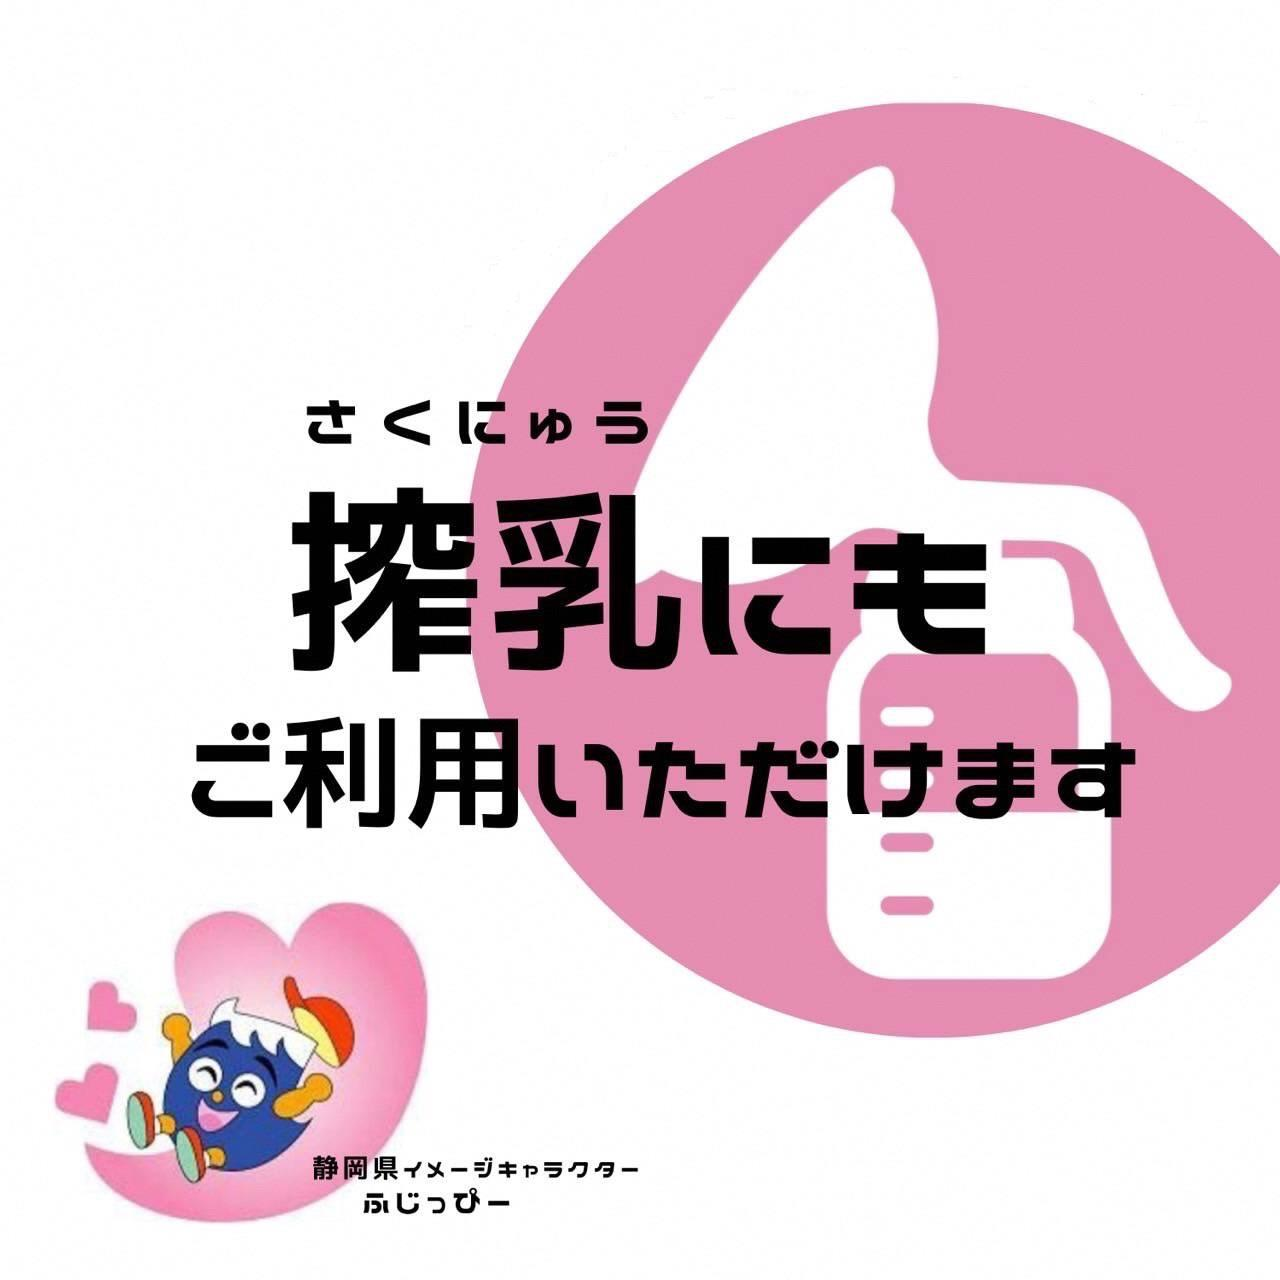 さくにゅう
搾乳にも
ご利用いただけます
静岡県イメージキャラクター
ふじっぴー